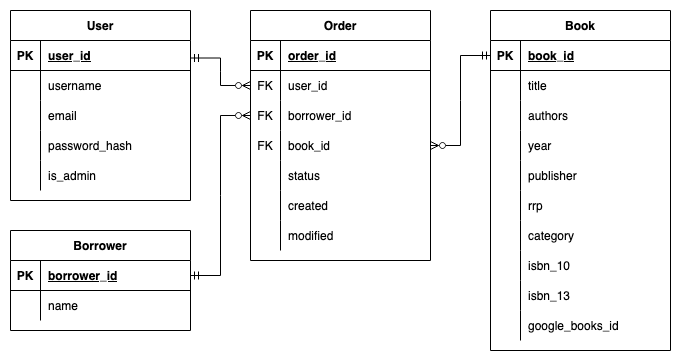 User
PK user_id
username
email
password_hash
is_admin
Borrower
PK borrower_id
name
Order
PK order_id
FK user_id
FK borrower_id
FK book_id
status
created
modified
Book
PK book_id
title
authors
year
publisher
rrp
category
isbn_10
isbn_13
google_books_id